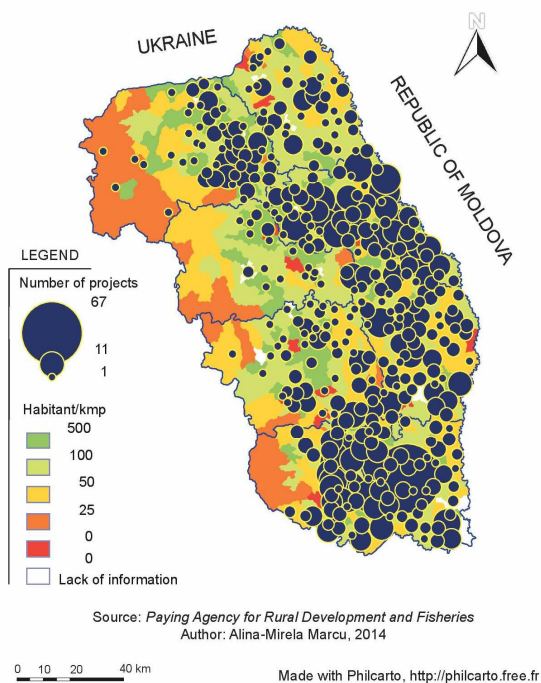 UKRAINE
N
REPUBLIC OF MOLDOVA
LEGEND
Number of projects
67
11
1
Habitant/kmp
500
100
50
25
0
0
Lack of information
Source: Paying Agency for Rural Development and Fisheries
Author: Alina-Mirela Marcu, 2014
0 10 20 40 km
Made with Philcarto, http://philcarto.free.fr